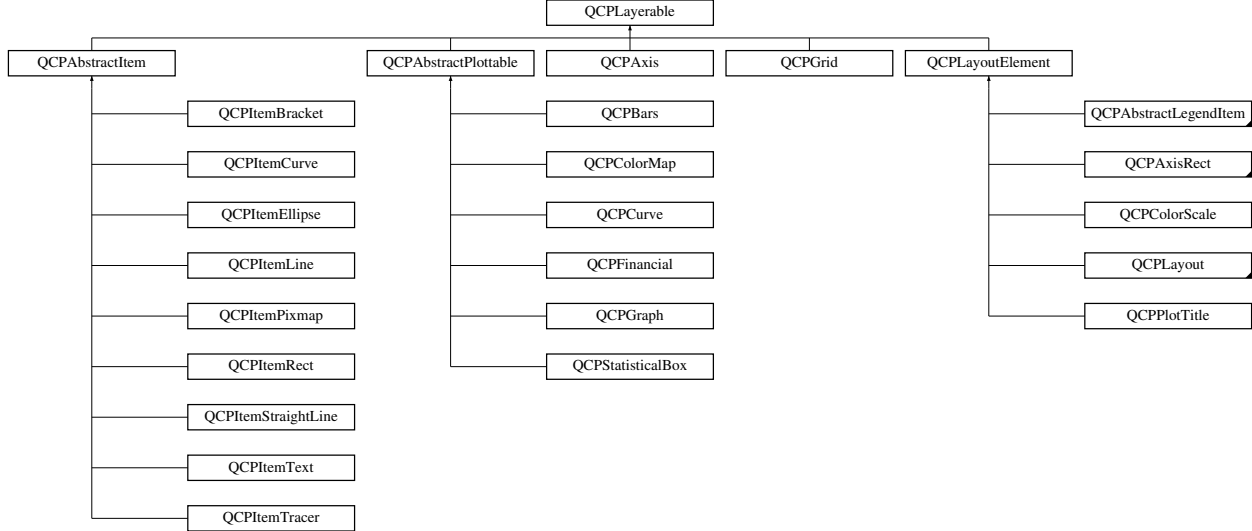 QCPLayerable
QCPAbstractItem
QCPAbstractPlottable
QCPAxis
QCPGrid
QCPLayoutElement
QCPItemBracket
QCPBars
QCPAbstractLegendItem
QCPItemCurve
QCPColorMap
QCPAxisRect
QCPItemEllipse
QCPCurve
QCPColorScale
QCPItemLine
QCPFinancial
QCPLayout
QCPItemPixmap
QCPGraph
QCPPlotTitle
QCPItemRect
QCPStatisticalBox
QCPItemStraightLine
QCPItemText
QCPItemTracer